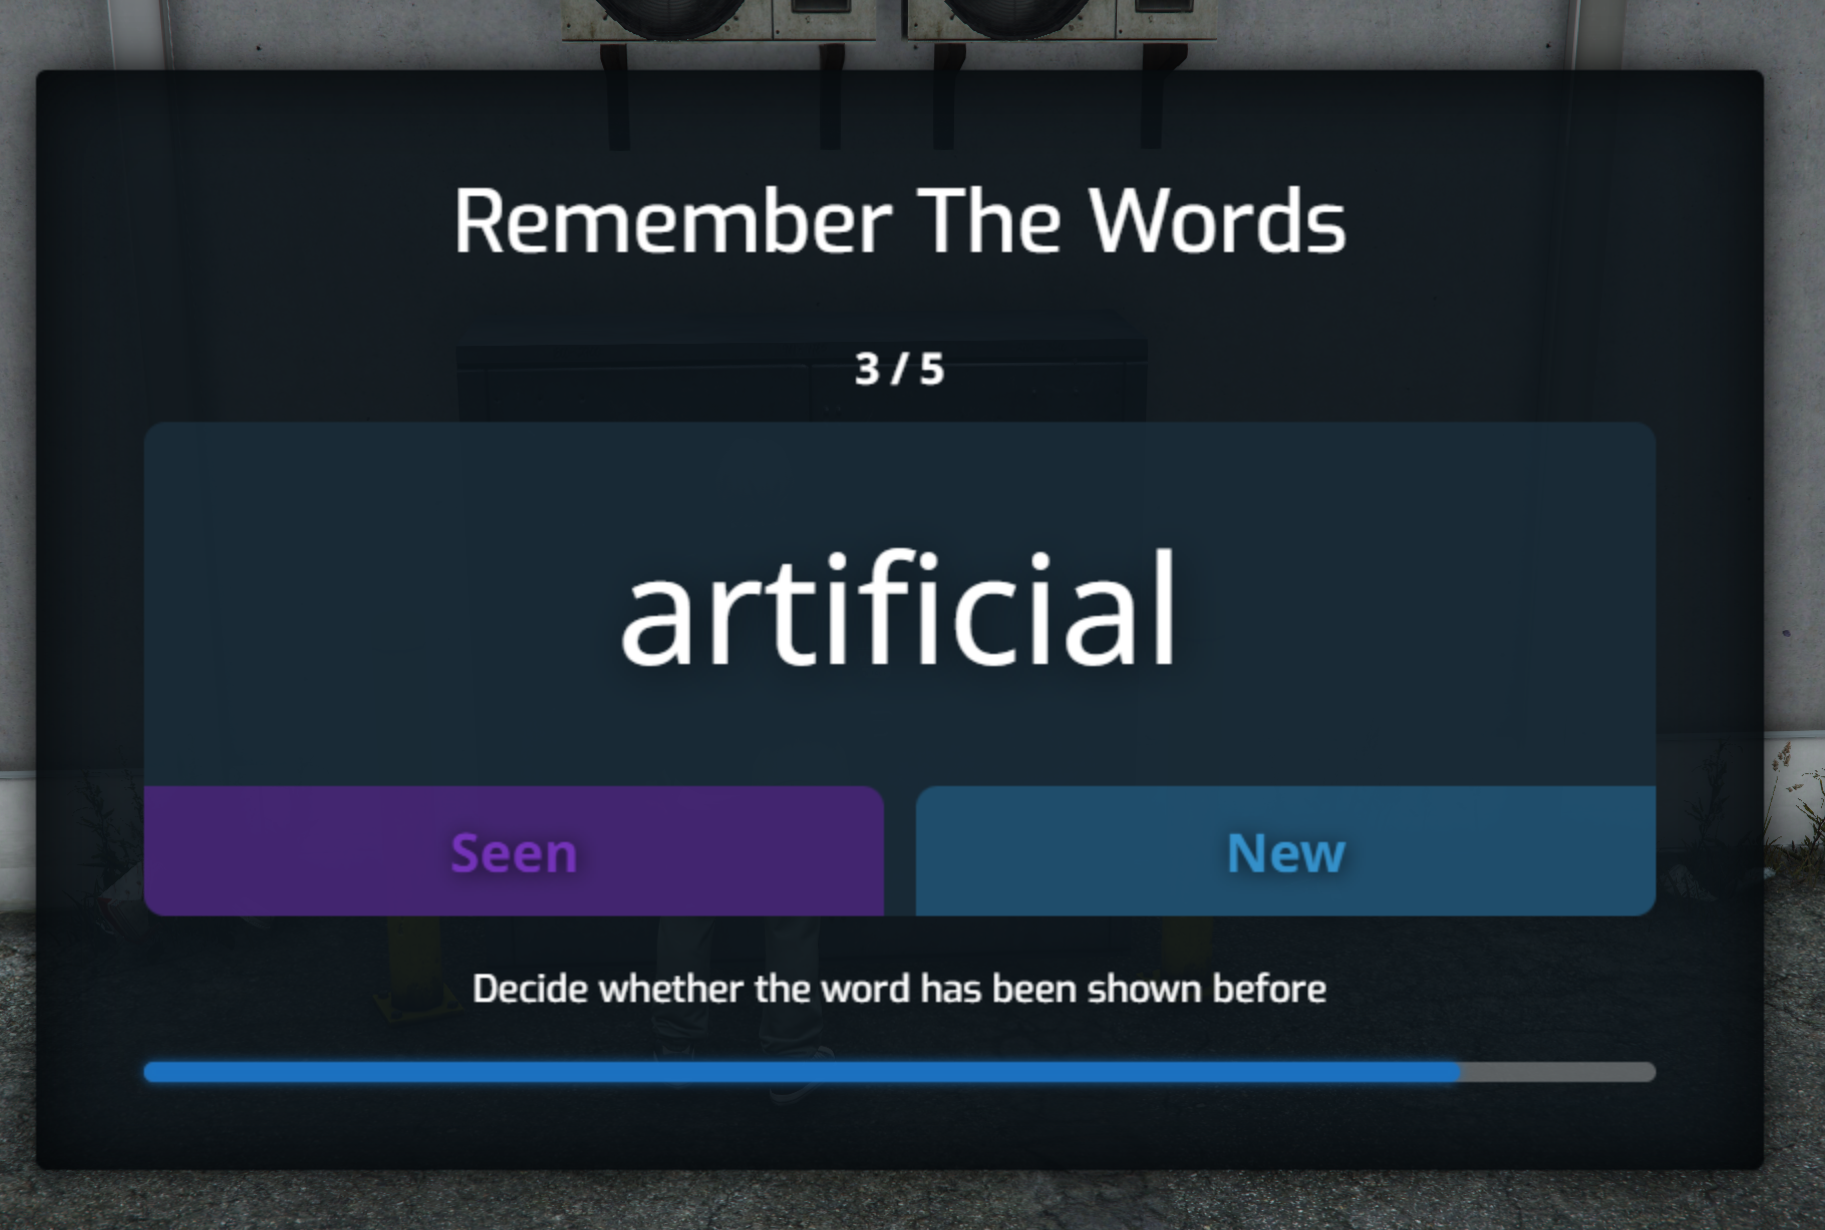 Remember The Words
3 / 5
artificial
Seen
New
Decide whether the word has been shown before